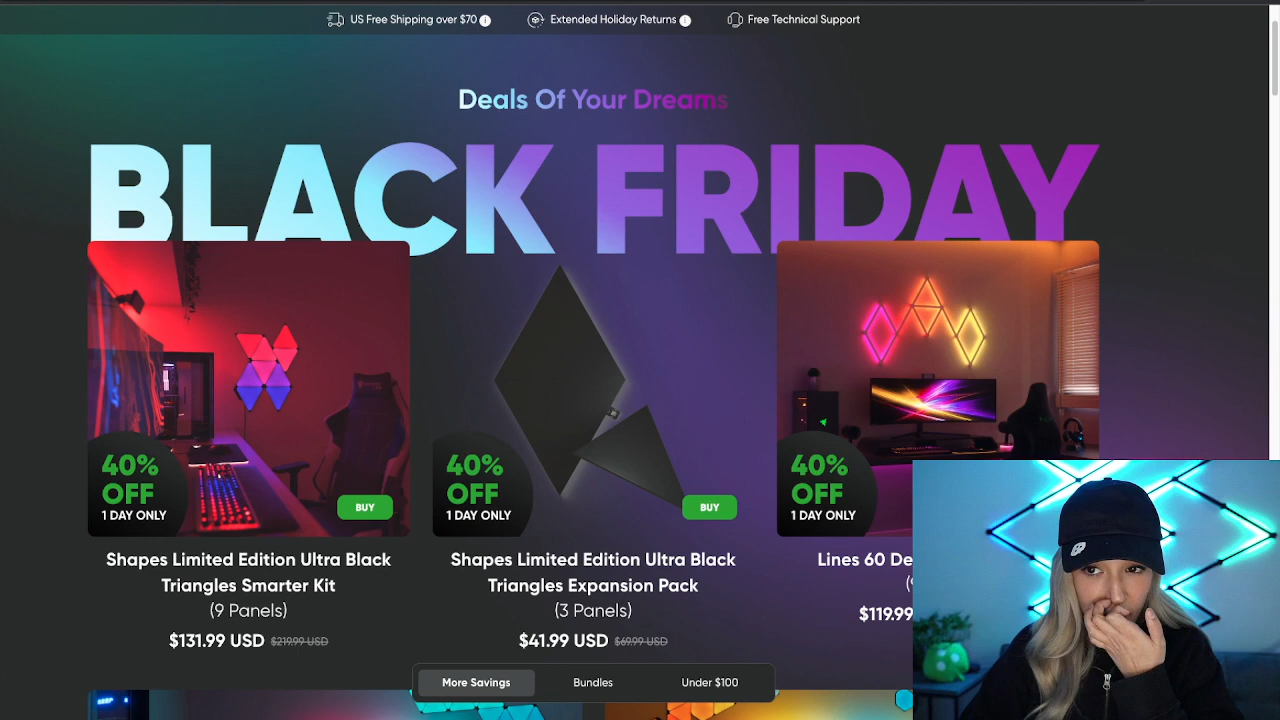 US Free Shipping over $70
Extended Holiday Returns
Free Technical Support
Deals Of Your Dreams
BLACK FRIDAY
40%
OFF
1 DAY ONLY
BUY
40%
OFF
1 DAY ONLY
BUY
40%
OFF
1 DAY ONLY
Shapes Limited Edition Ultra Black
Triangles Smarter Kit
(9 Panels)
$131.99 USD $219.99 USD
Shapes Limited Edition Ultra Black
Triangles Expansion Pack
(3 Panels)
$41.99 USD $69.99 USD
Lines 60 De
$119.99
More Savings
Bundles
Under $100